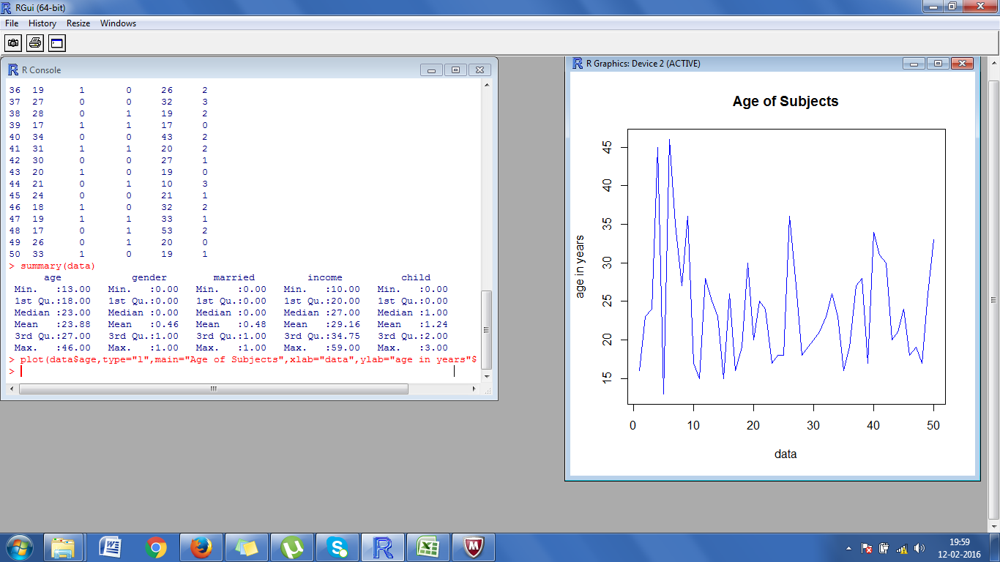 RGui (64-bit)
File History Resize Windows
R Console
36 19 1 0 26 2
37 27 0 0 32 3
38 28 0 1 19 2
39 17 1 1 17 0
40 34 0 0 43 2
41 31 1 1 20 2
42 30 0 0 27 1
43 20 1 0 19 0
44 21 0 1 10 3
45 24 0 0 21 1
46 18 1 0 32 2
47 19 1 1 33 1
48 17 0 1 53 2
49 26 0 1 20 0
50 33 1 0 19 1
> summary(data)
age gender married income child
Min. :13.00 Min. :0.00 Min. :0.00 Min. :10.00 Min. :0.00
1st Qu.:18.00 1st Qu.:0.00 1st Qu.:0.00 1st Qu.:20.00 1st Qu.:0.00
Median :23.00 Median :0.00 Median :0.00 Median :27.00 Median :1.00
Mean :23.88 Mean :0.46 Mean :0.48 Mean :29.16 Mean :1.24
3rd Qu.:27.00 3rd Qu.:1.00 3rd Qu.:1.00 3rd Qu.:34.75 3rd Qu.:2.00
Max. :46.00 Max. :1.00 Max. :1.00 Max. :59.00 Max. :3.00
> plot(data$age,type="l",main="Age of Subjects",xlab="data",ylab="age in years"$
>
R Graphics: Device 2 (ACTIVE)
Age of Subjects
age in years
45
40
35
30
25
20
15
0 10 20 30 40 50
data
19:59
12-02-2016